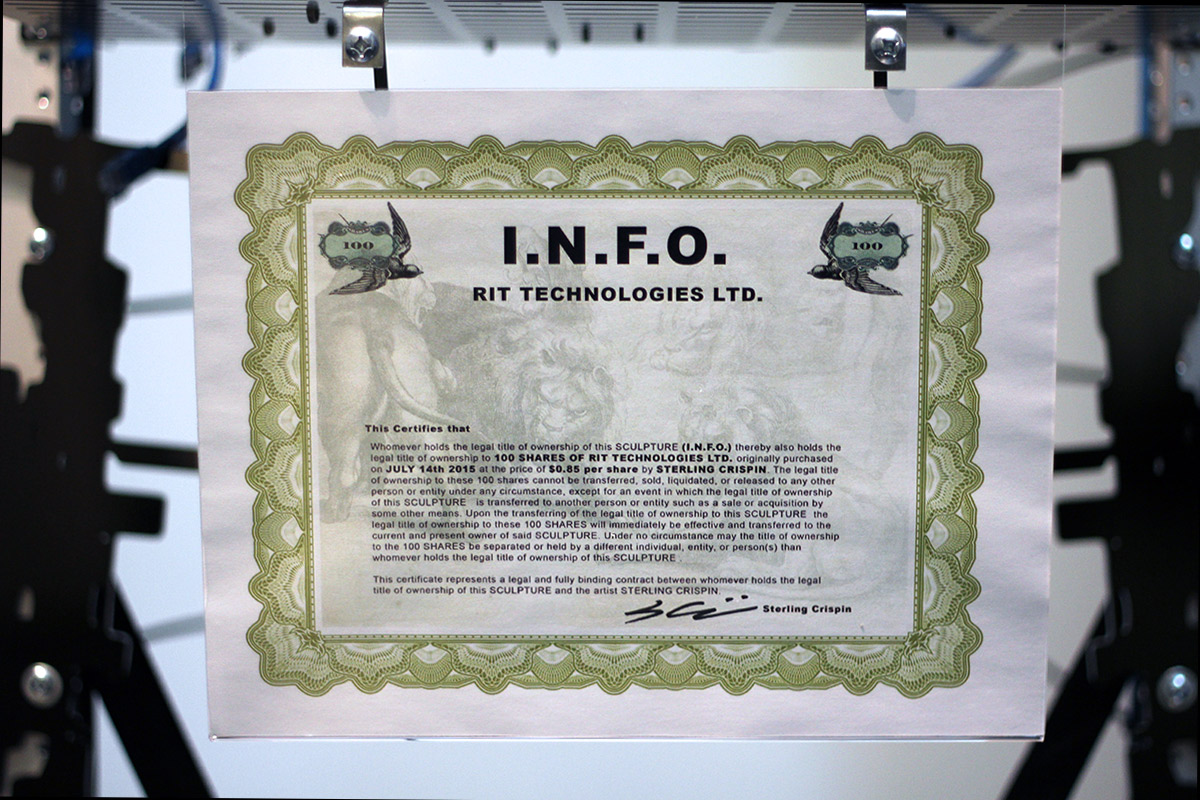 100
I.N.F.O.
100
RIT TECHNOLOGIES LTD.
This Certifies that
Whomever holds the legal title of ownership of this SCULPTURE (I.N.F.O.) thereby also holds the
legal title of ownership to 100 SHARES OF RIT TECHNOLOGIES LTD. originally purchased
on JULY 14th 2015 at the price of $0.85 per share by STERLING CRISPIN. The legal title
of ownership to these 100 shares cannot be transferred, sold, liquidated, or released to any other
person or entity under any circumstance, except for an event in which the legal title of ownership
of this SCULPTURE is transferred to another person or entity such as a sale or acquisition by
some other means. Upon the transferring of the legal title of ownership to this SCULPTURE the
legal title of ownership to these 100 SHARES will immediately be effective and transferred to the
current and present owner of said SCULPTURE. Under no circumstance may the title of ownership
to the 100 SHARES be separated or held by a different individual, entity, or person(s) than
whomever holds the legal title of ownership of this SCULPTURE .
This certificate represents a legal and fully binding contract between whomever holds the legal
title of ownership of this SCULPTURE and the artist STERLING CRISPIN.
Sterling Crispin